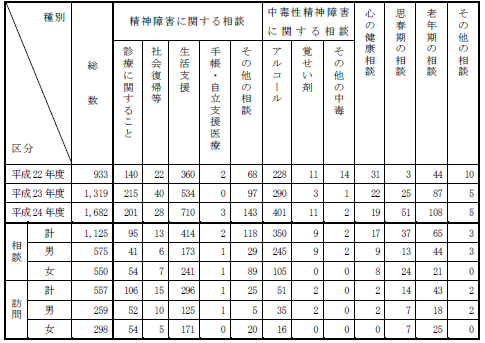 種別
区分
総数
精神障害に関する相談
中毒性精神障害に関する相談
心の健康相談
思春期の相談
老年期の相談
その他の相談
診療に関すること
社会復帰等
生活支援
手帳・自立支援医療
その他の相談
アルコール
覚せい剤
その他の中毒
平成22年度 933 140 22 360 2 68 228 11 14 31 3 44 10
平成23年度 1,319 215 40 534 0 97 290 3 1 22 25 87 5
平成24年度 1,682 201 28 710 3 143 401 11 2 19 51 108 5
相談
計 1,125 95 13 414 2 118 350 9 2 17 37 65 3
男 575 41 6 173 1 29 245 9 2 9 13 44 3
女 550 54 7 241 1 89 105 0 0 8 24 21 0
訪問
計 557 106 15 296 1 25 51 2 0 2 14 43 2
男 259 52 10 125 1 5 35 2 0 2 7 18 2
女 298 54 5 171 0 20 16 0 0 0 7 25 0